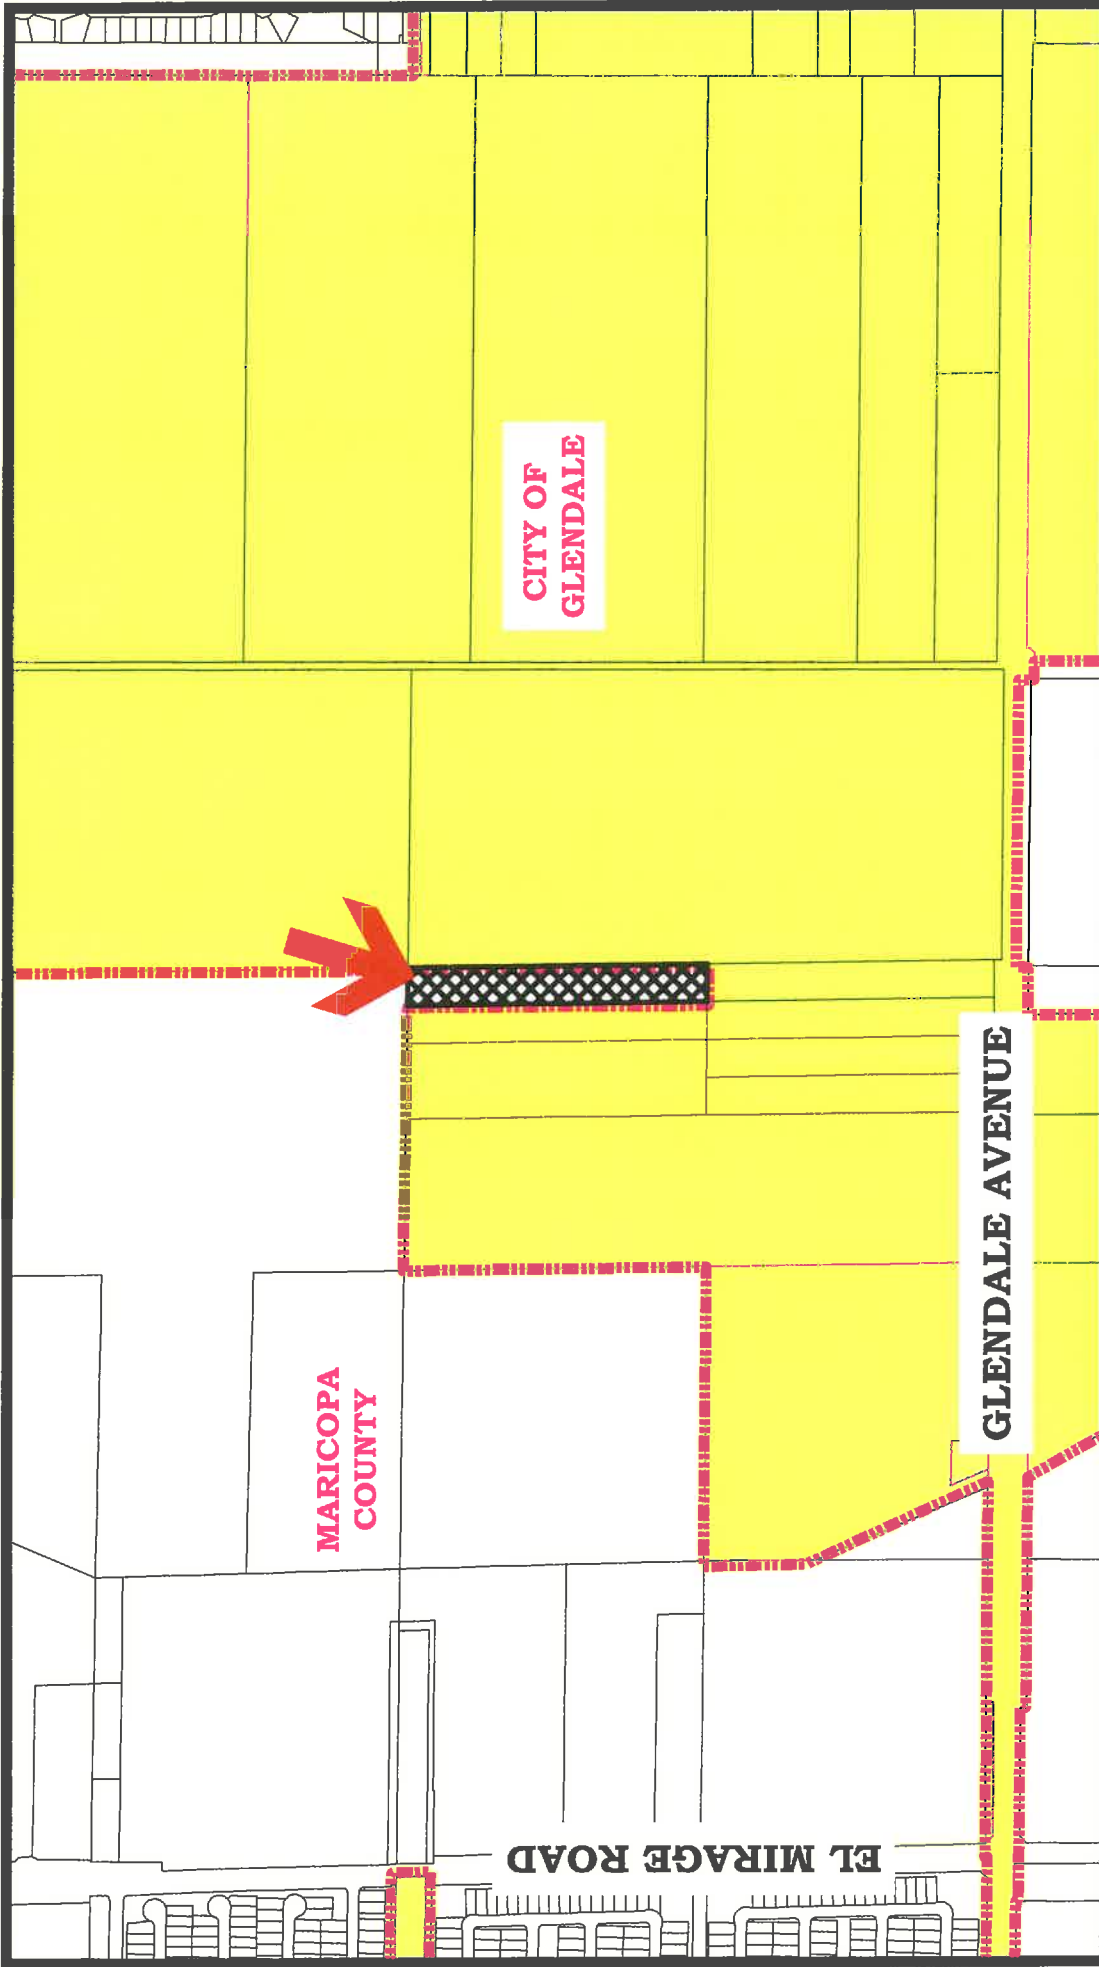 CITY OF
GLENDALE
MARICOPA
COUNTY
GLENDALE AVENUE
EL MIRAGE ROAD